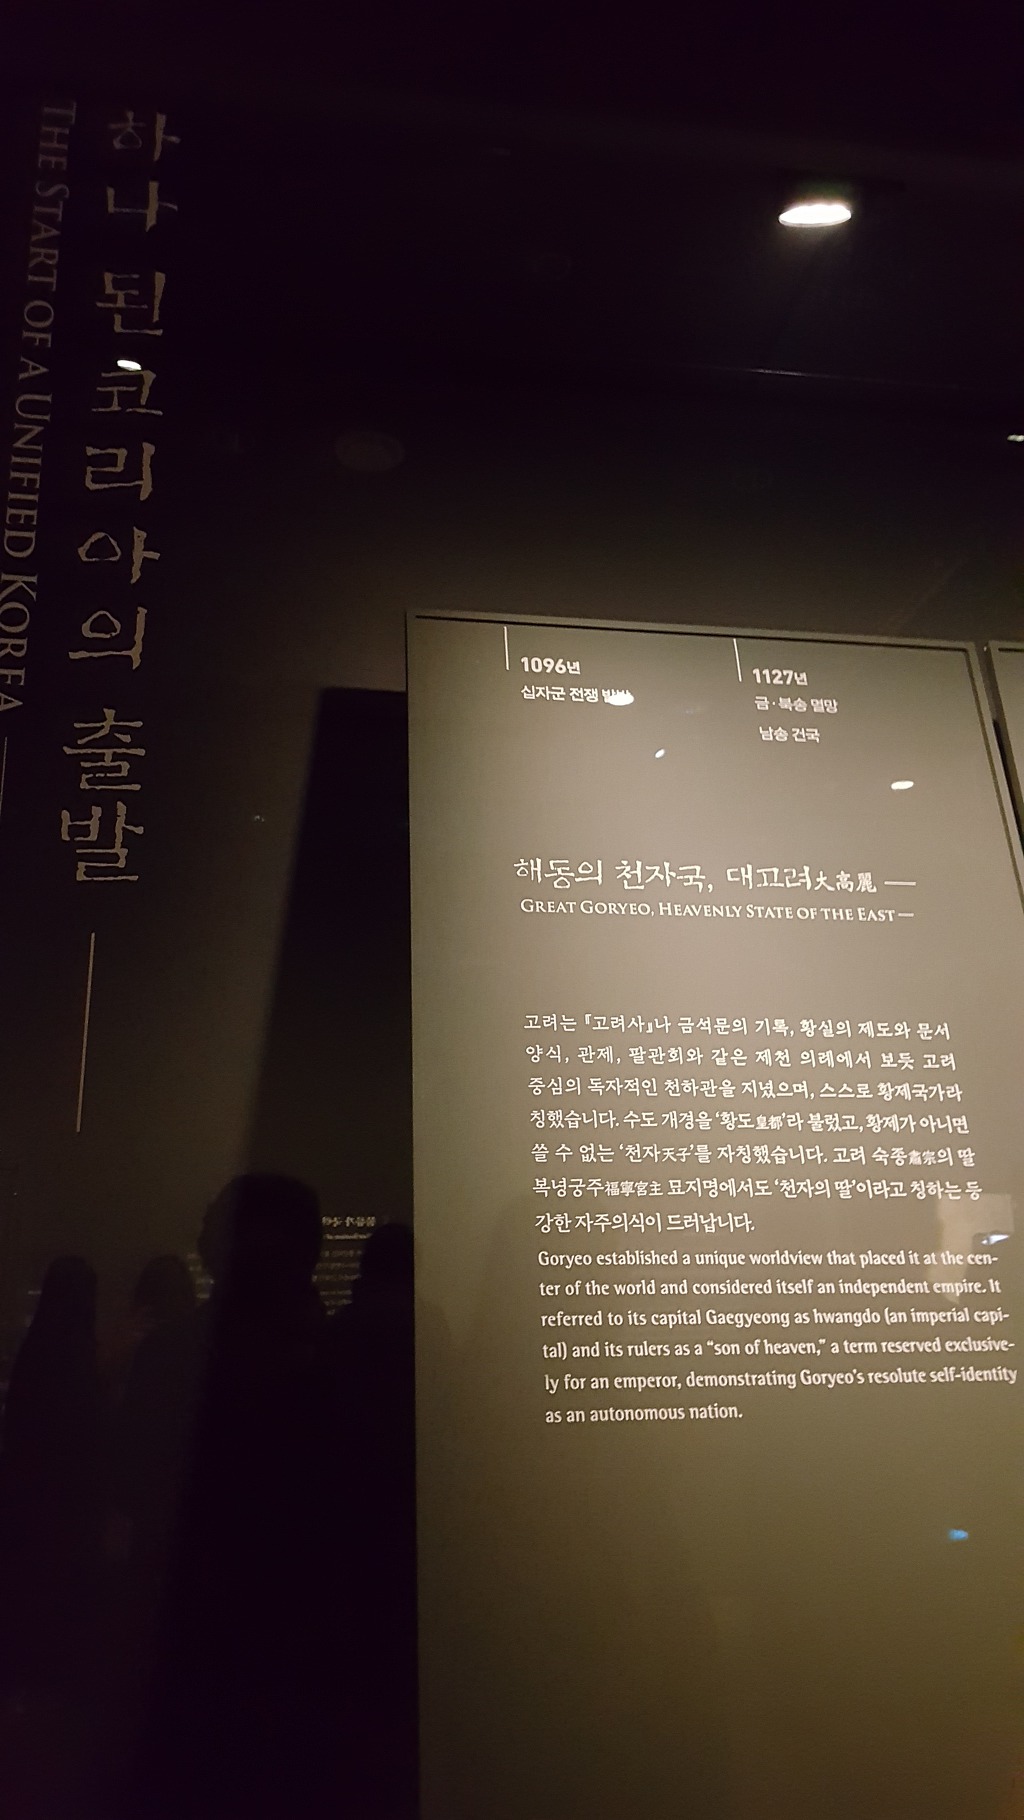 하나 된 코리아의 출발
THE START OF A UNIFIED KOREA
1096년
십자군 전쟁
1127년
금·북송 멸망
남송 건국
해동의 천자국, 대고려大高麗
GREAT GORYEO, HEAVENLY STATE OF THE EAST
고려는 『고려사』나 금석문의 기록, 황실의 제도와 문서
양식, 관제, 팔관회와 같은 제천 의례에서 보듯 고려
중심의 독자적인 천하관을 지녔으며, 스스로 황제국가라
칭했습니다. 수도 개경을 ‘황도皇都’라 불렀고, 황제가 아니면
쓸 수 없는 ‘천자天子’를 자칭했습니다. 고려 숙종肅宗의 딸
복녕궁주福寧宮主 묘지명에서도 ‘천자의 딸’이라고 칭하는 등
강한 자주의식이 드러납니다.
Goryeo established a unique worldview that placed it at the cen-
ter of the world and considered itself an independent empire. It
referred to its capital Gaegyeong as hwangdo (an imperial capi-
tal) and its rulers as a “son of heaven,” a term reserved exclusive-
ly for an emperor, demonstrating Goryeo’s resolute self-identity
as an autonomous nation.